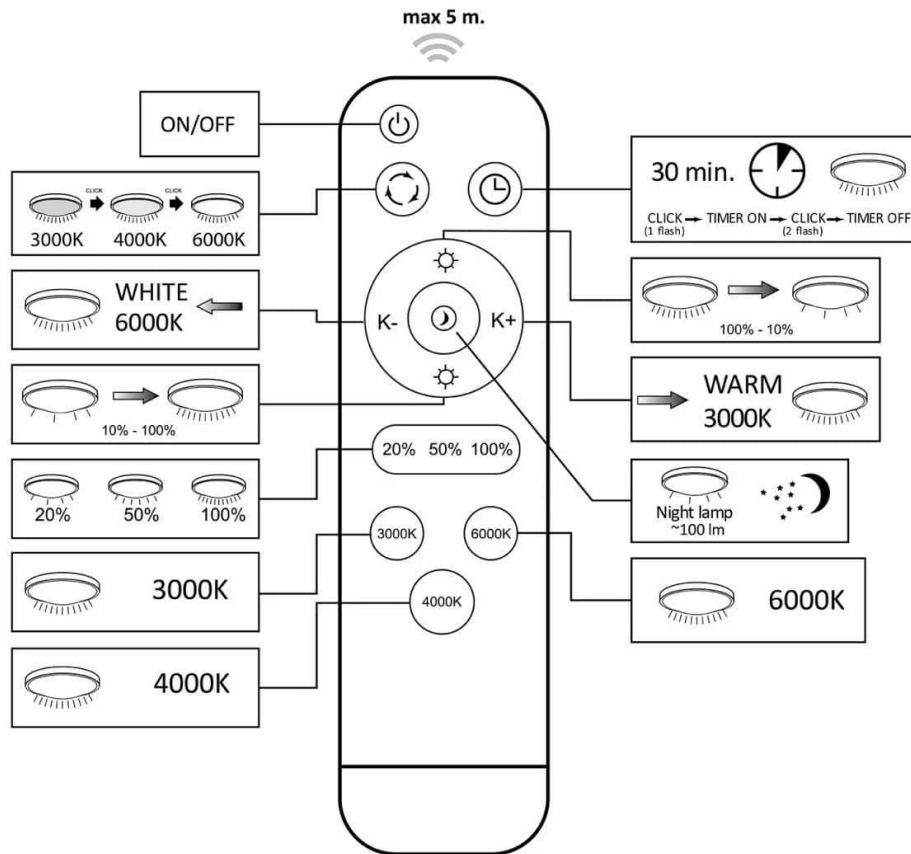 max 5 m.
ON/OFF
CLICK CLICK
3000K 4000K 6000K
WHITE
6000K
10% - 100%
20% 50% 100%
3000K
4000K
K- K+
20% 50% 100%
3000K 6000K
4000K
30 min.
CLICK TIMER ON CLICK TIMER OFF
(1 flash) (2 flash)
100% - 10%
WARM
3000K
Night lamp
~100 lm
6000K